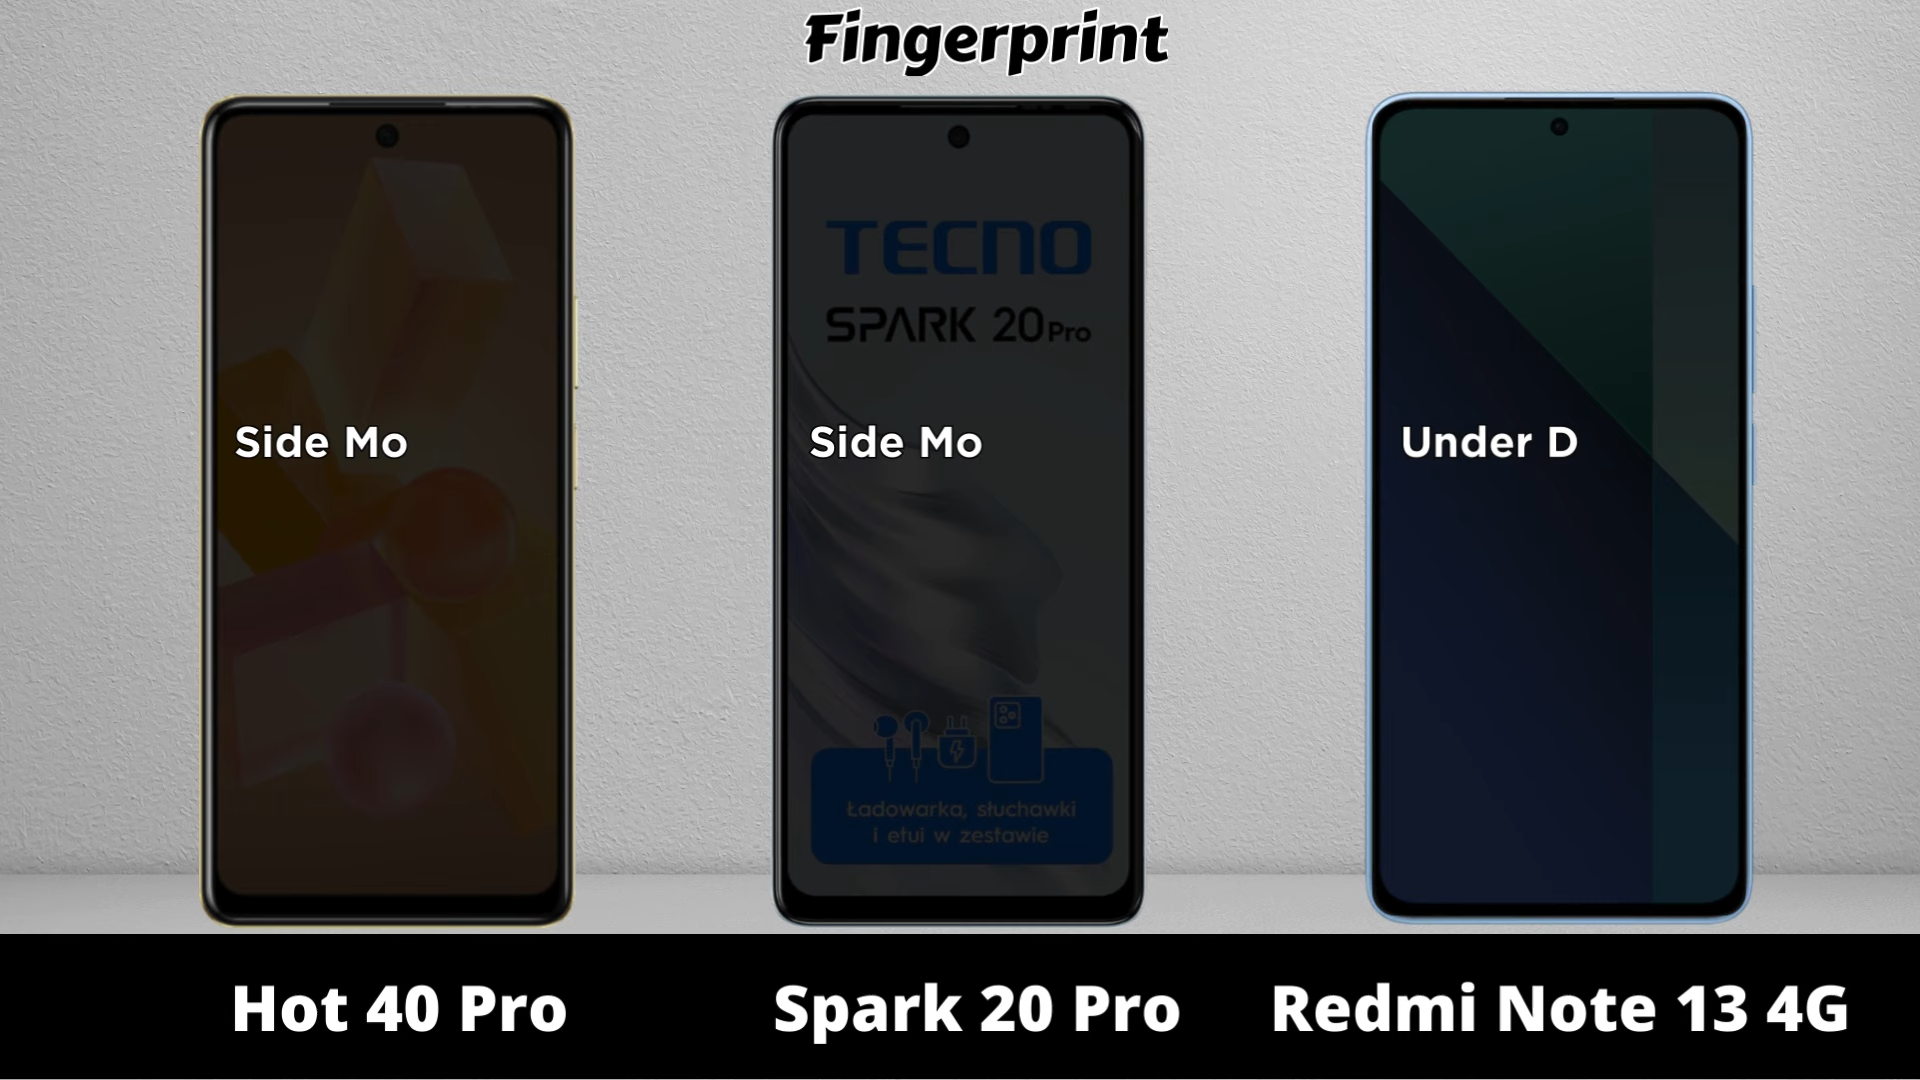 Fingerprint
TECNO
SPARK 20 Pro
Side Mo
Side Mo
Under D
Ładowarka, słuchawki
i etui w zestawie
Hot 40 Pro
Spark 20 Pro
Redmi Note 13 4G